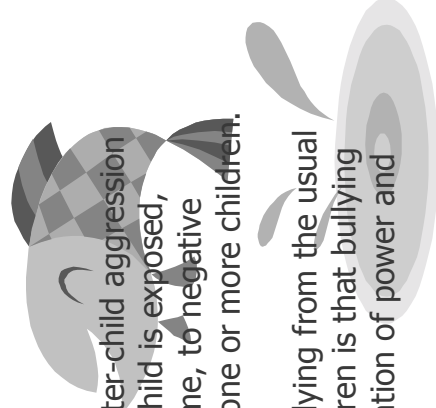 ter-child aggression
hild is exposed,
ne, to negative
one or more children.
lying from the usual
ren is that bullying
tion of power and